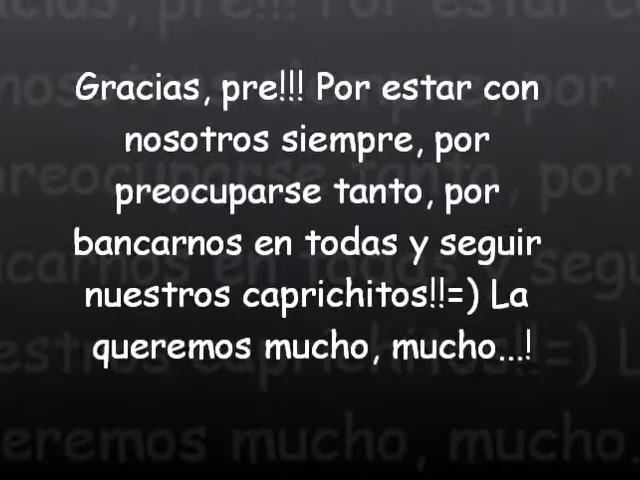 Gracias, pre!!! Por estar con
nosotros siempre, por
preocuparse tanto, por
bancarnos en todas y seguir
nuestros caprichitos!!=) La
queremos mucho, mucho...!